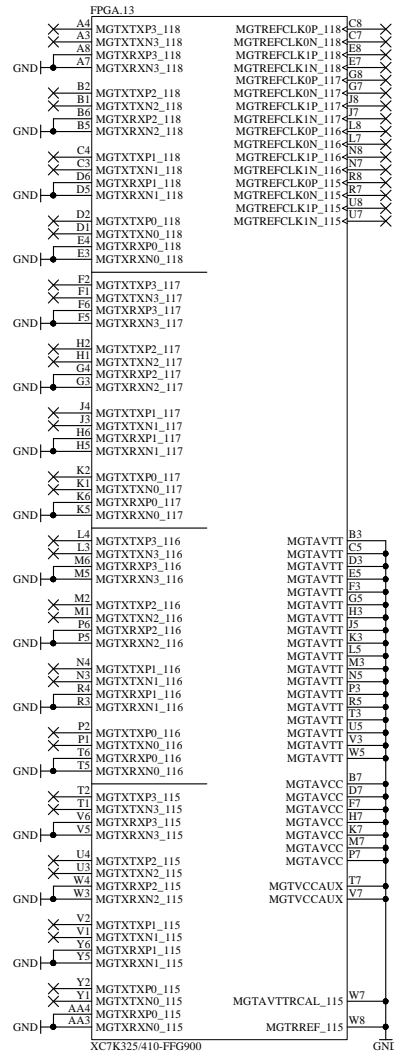 FPGA.13
A4 MGTXTXP3_118
A3 MGTXTXN3_118
A8 MGTXRXP3_118
GND A7 MGTXRXN3_118
B2 MGTXTXP2_118
B1 MGTXTXN2_118
B6 MGTXRXP2_118
GND B5 MGTXRXN2_118
C4 MGTXTXP1_118
C3 MGTXTXN1_118
D6 MGTXRXP1_118
GND D5 MGTXRXN1_118
D2 MGTXTXP0_118
D1 MGTXTXN0_118
E4 MGTXRXP0_118
GND E3 MGTXRXN0_118
F2 MGTXTXP3_117
F1 MGTXTXN3_117
F6 MGTXRXP3_117
GND F5 MGTXRXN3_117
H2 MGTXTXP2_117
H1 MGTXTXN2_117
G4 MGTXRXP2_117
GND G3 MGTXRXN2_117
J4 MGTXTXP1_117
J3 MGTXTXN1_117
H6 MGTXRXP1_117
GND H5 MGTXRXN1_117
K2 MGTXTXP0_117
K1 MGTXTXN0_117
K6 MGTXRXP0_117
GND K5 MGTXRXN0_117
L4 MGTXTXP3_116
L3 MGTXTXN3_116
M6 MGTXRXP3_116
GND M5 MGTXRXN3_116
M2 MGTXTXP2_116
M1 MGTXTXN2_116
P6 MGTXRXP2_116
GND P5 MGTXRXN2_116
N4 MGTXTXP1_116
N3 MGTXTXN1_116
R4 MGTXRXP1_116
GND R3 MGTXRXN1_116
P2 MGTXTXP0_116
P1 MGTXTXN0_116
T6 MGTXRXP0_116
GND T5 MGTXRXN0_116
T2 MGTXTXP3_115
T1 MGTXTXN3_115
V6 MGTXRXP3_115
GND V5 MGTXRXN3_115
U4 MGTXTXP2_115
U3 MGTXTXN2_115
W4 MGTXRXP2_115
GND W3 MGTXRXN2_115
V2 MGTXTXP1_115
V1 MGTXTXN1_115
Y6 MGTXRXP1_115
GND Y5 MGTXRXN1_115
Y2 MGTXTXP0_115
Y1 MGTXTXN0_115
AA4 MGTXRXP0_115
GND AA3 MGTXRXN0_115
MGTREFCLK0P_118 C8
MGTREFCLK0N_118 C7
MGTREFCLK1P_118 E8
MGTREFCLK1N_118 E7
MGTREFCLK0P_117 G8
MGTREFCLK0N_117 G7
MGTREFCLK1P_117 J8
MGTREFCLK1N_117 J7
MGTREFCLK0P_116 L8
MGTREFCLK0N_116 L7
MGTREFCLK1P_116 N8
MGTREFCLK1N_116 N7
MGTREFCLK0P_115 R8
MGTREFCLK0N_115 R7
MGTREFCLK1P_115 U8
MGTREFCLK1N_115 U7
MGTAVTT B3
MGTAVTT C5
MGTAVTT D3
MGTAVTT E5
MGTAVTT F3
MGTAVTT G5
MGTAVTT H3
MGTAVTT J5
MGTAVTT K3
MGTAVTT L5
MGTAVTT M3
MGTAVTT N5
MGTAVTT P3
MGTAVTT R5
MGTAVTT T3
MGTAVTT U5
MGTAVTT V3
MGTAVTT W5
MGTAVCC B7
MGTAVCC D7
MGTAVCC F7
MGTAVCC H7
MGTAVCC K7
MGTAVCC M7
MGTAVCC P7
MGTVCCAUX T7
MGTVCCAUX V7
MGTAVTTRCAL_115 W7
MGTRREF_115 W8
XC7K325/410-FFG900
GND